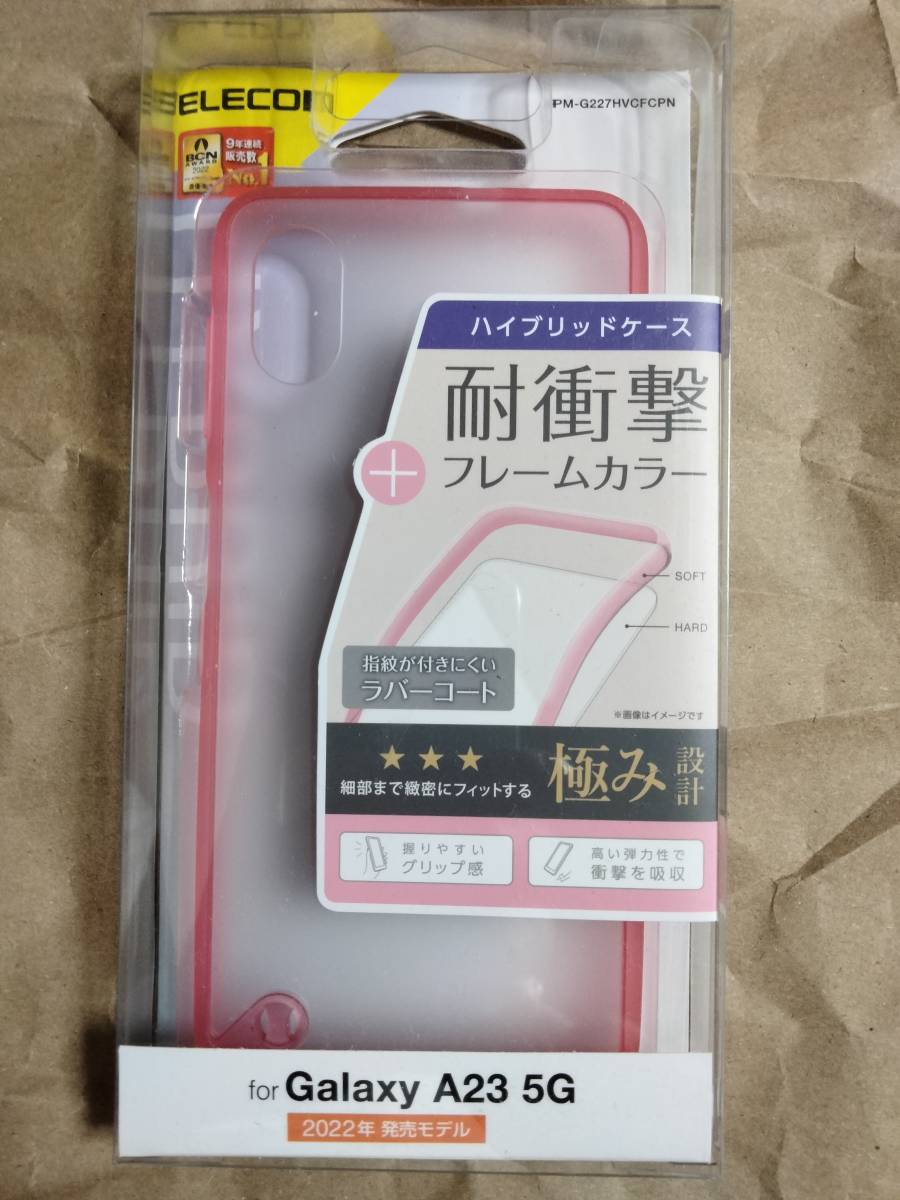 ELECOM
PM-G227HVCFCPN
BCN
AWARD
2022
9年連続
販売数
No.1
ハイブリッドケース
耐衝撃
フレームカラー
SOFT
HARD
指紋が付きにくい
ラバーコート
※画像はイメージです
★★★
細部まで緻密にフィットする
極み設計
握りやすい
グリップ感
高い弾力性で
衝撃を吸収
for Galaxy A23 5G
2022年 発売モデル